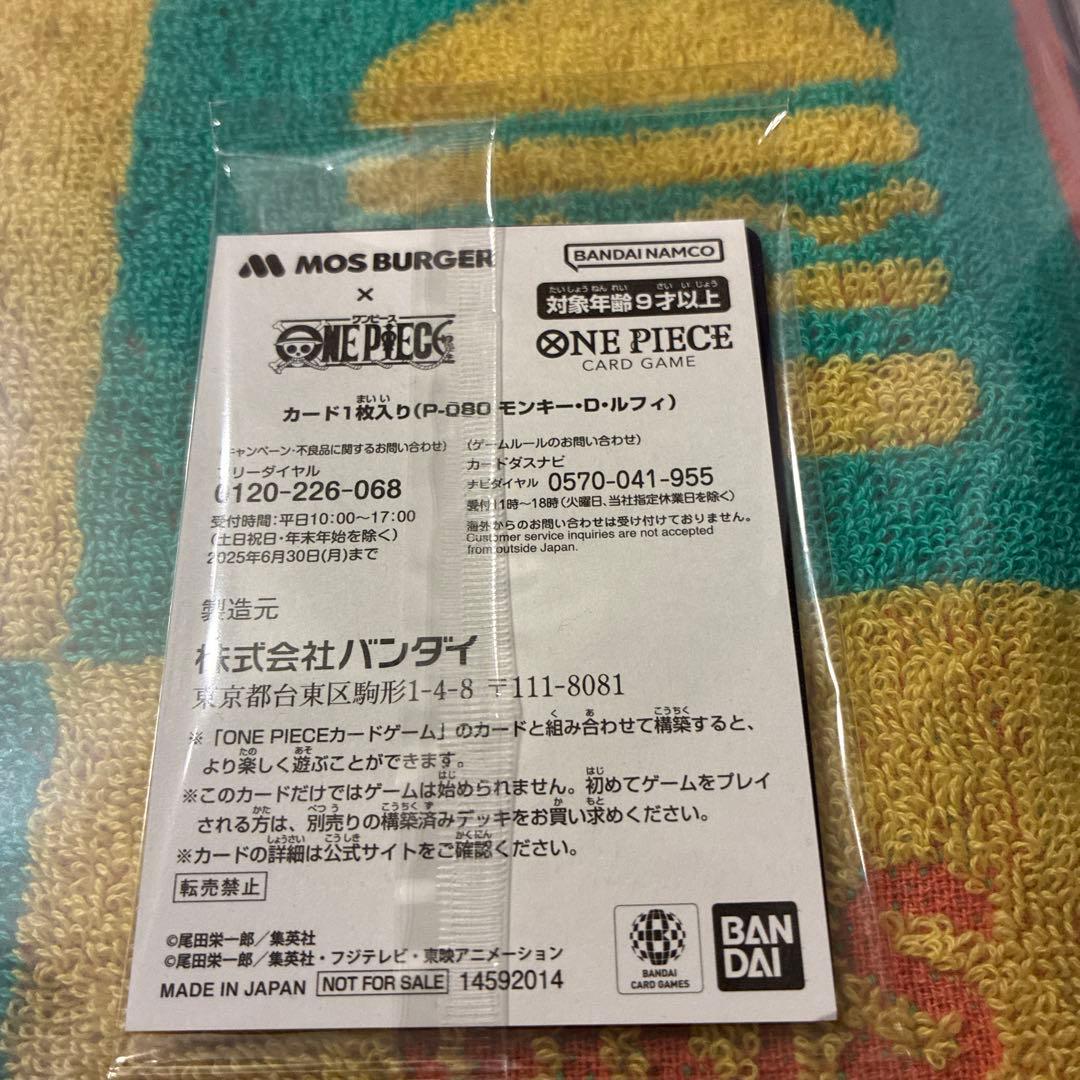 MOS BURGER
×
ワンピース
ONE PIECE
BANDAI NAMCO
たいしょうねんれい さいいじょう
対象年齢9才以上
ONE PIECE
CARD GAME
まいい
カード1枚入り(P-080 モンキー・D・ルフィ)
キャンペーン・不良品に関するお問い合わせ)
フリーダイヤル
0120-226-068
受付時間:平日10:00〜17:00
(土日祝日・年末年始を除く)
2025年6月30日(月)まで
(ゲームルールのお問い合わせ)
カードダスナビ
ナビダイヤル 0570-041-955
受付11時〜18時(火曜日、当社指定休業日を除く)
海外からのお問い合わせは受け付けておりません。
Customer service inquiries are not accepted
from outside Japan.
製造元
株式会社バンダイ
東京都台東区駒形1-4-8 〒111-8081
く あ こうちく
※「ONE PIECEカードゲーム」のカードと組み合わせて構築すると、
たの あそ
より楽しく遊ぶことができます。
はじ はじ
※このカードだけではゲームは始められません。初めてゲームをプレイ
かた べつう こうちくず か もと
される方は、別売りの構築済みデッキをお買い求めください。
しょうさい こうしき かくにん
※カードの詳細は公式サイトをご確認ください。
転売禁止
©尾田栄一郎/集英社
©尾田栄一郎/集英社・フジテレビ・東映アニメーション
MADE IN JAPAN NOT FOR SALE 14592014
BANDAI
CARD GAMES
BAN
DAI